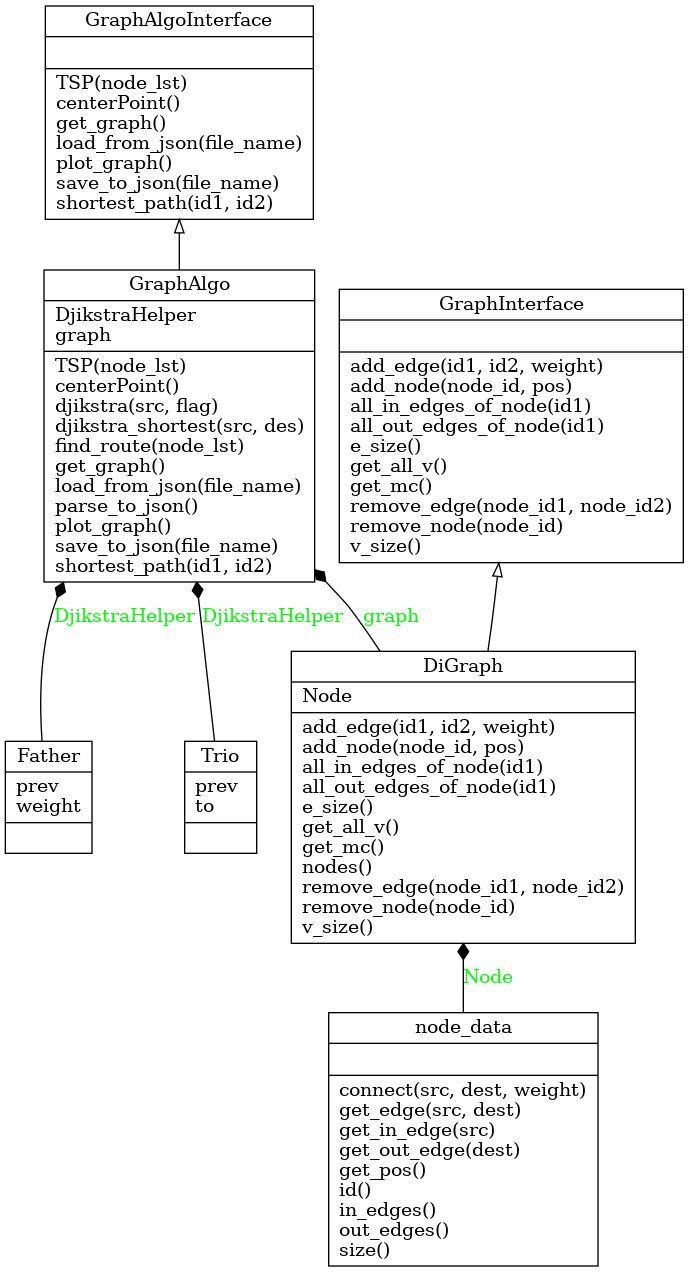 GraphAlgoInterface
TSP(node_lst)
centerPoint()
get_graph()
load_from_json(file_name)
plot_graph()
save_to_json(file_name)
shortest_path(id1, id2)
GraphAlgo
DjikstraHelper
graph
TSP(node_lst)
centerPoint()
djikstra(src, flag)
djikstra_shortest(src, des)
find_route(node_lst)
get_graph()
load_from_json(file_name)
parse_to_json()
plot_graph()
save_to_json(file_name)
shortest_path(id1, id2)
GraphInterface
add_edge(id1, id2, weight)
add_node(node_id, pos)
all_in_edges_of_node(id1)
all_out_edges_of_node(id1)
e_size()
get_all_v()
get_mc()
remove_edge(node_id1, node_id2)
remove_node(node_id)
v_size()
DjikstraHelper
DjikstraHelper
graph
Father
prev
weight
Trio
prev
to
DiGraph
Node
add_edge(id1, id2, weight)
add_node(node_id, pos)
all_in_edges_of_node(id1)
all_out_edges_of_node(id1)
e_size()
get_all_v()
get_mc()
nodes()
remove_edge(node_id1, node_id2)
remove_node(node_id)
v_size()
Node
node_data
connect(src, dest, weight)
get_edge(src, dest)
get_in_edge(src)
get_out_edge(dest)
get_pos()
id()
in_edges()
out_edges()
size()